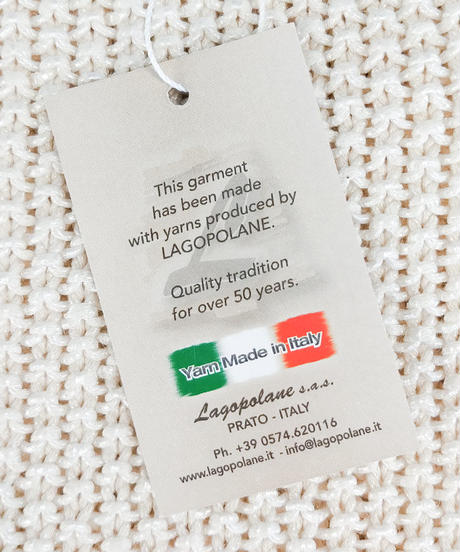 This garment
has been made
with yarns produced by
LAGOPOLANE.
Quality tradition
for over 50 years.
Yarn Made in Italy
Lagopolane s.a.s.
PRATO - ITALY
Ph. +39 0574.620116
www.lagopolane.it - info@lagopolane.it